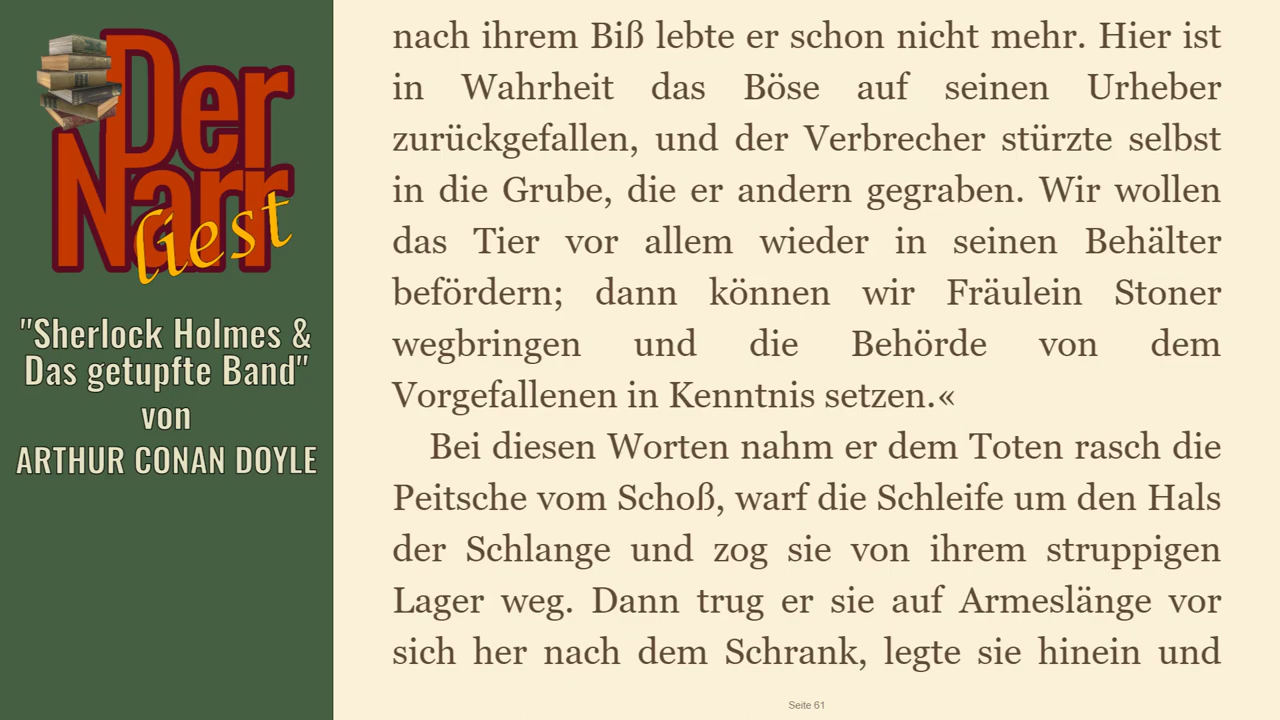 Der
Narr
liest
"Sherlock Holmes &
Das getupfte Band"
von
ARTHUR CONAN DOYLE
nach ihrem Biß lebte er schon nicht mehr. Hier ist
in Wahrheit das Böse auf seinen Urheber
zurückgefallen, und der Verbrecher stürzte selbst
in die Grube, die er andern gegraben. Wir wollen
das Tier vor allem wieder in seinen Behälter
befördern; dann können wir Fräulein Stoner
wegbringen und die Behörde von dem
Vorgefallenen in Kenntnis setzen.«
Bei diesen Worten nahm er dem Toten rasch die
Peitsche vom Schoß, warf die Schleife um den Hals
der Schlange und zog sie von ihrem struppigen
Lager weg. Dann trug er sie auf Armeslänge vor
sich her nach dem Schrank, legte sie hinein und
Seite 61